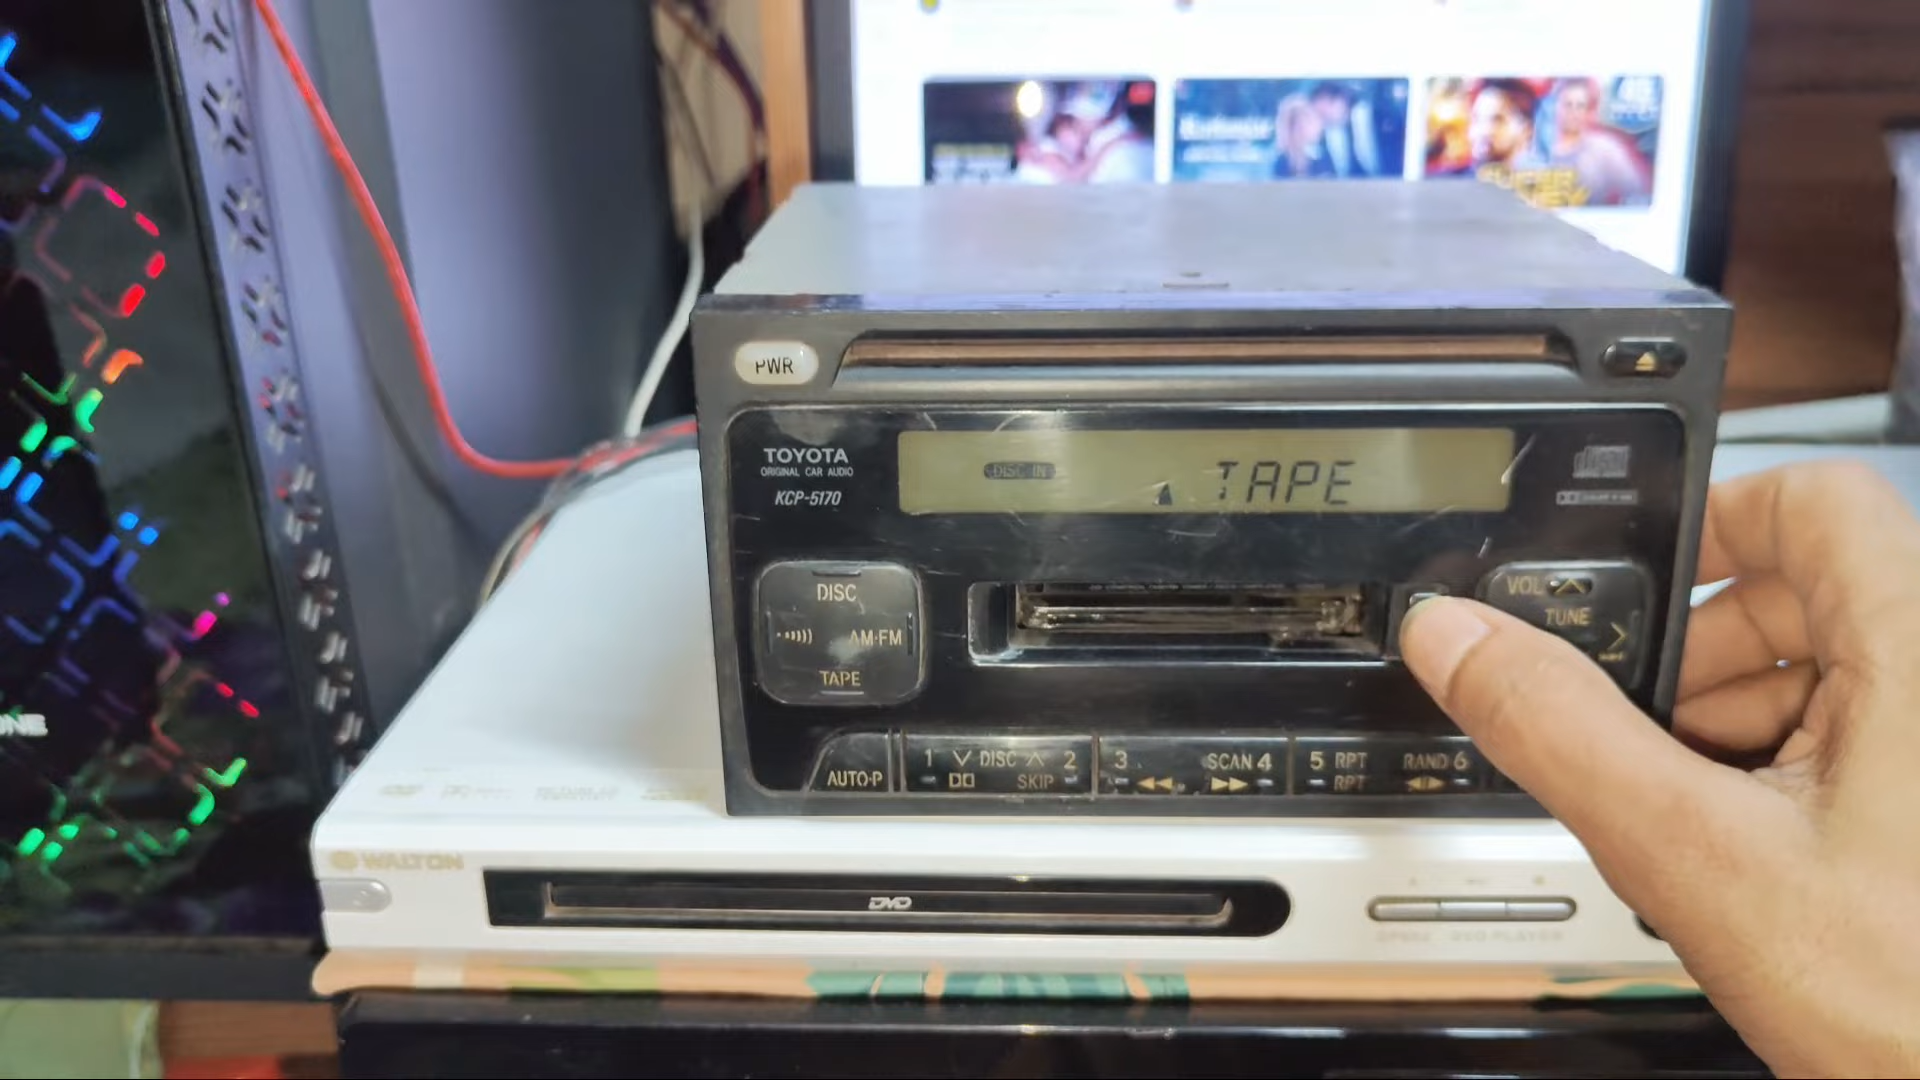 PWR
TOYOTA
ORIGINAL CAR AUDIO
KCP-5170
DISC IN
TAPE
DISC
AM·FM
TAPE
VOL
TUNE
AUTO·P
1 DISC 2
SKIP
3 SCAN 4
5 RPT RAND 6
RPT
WALTON
DVD